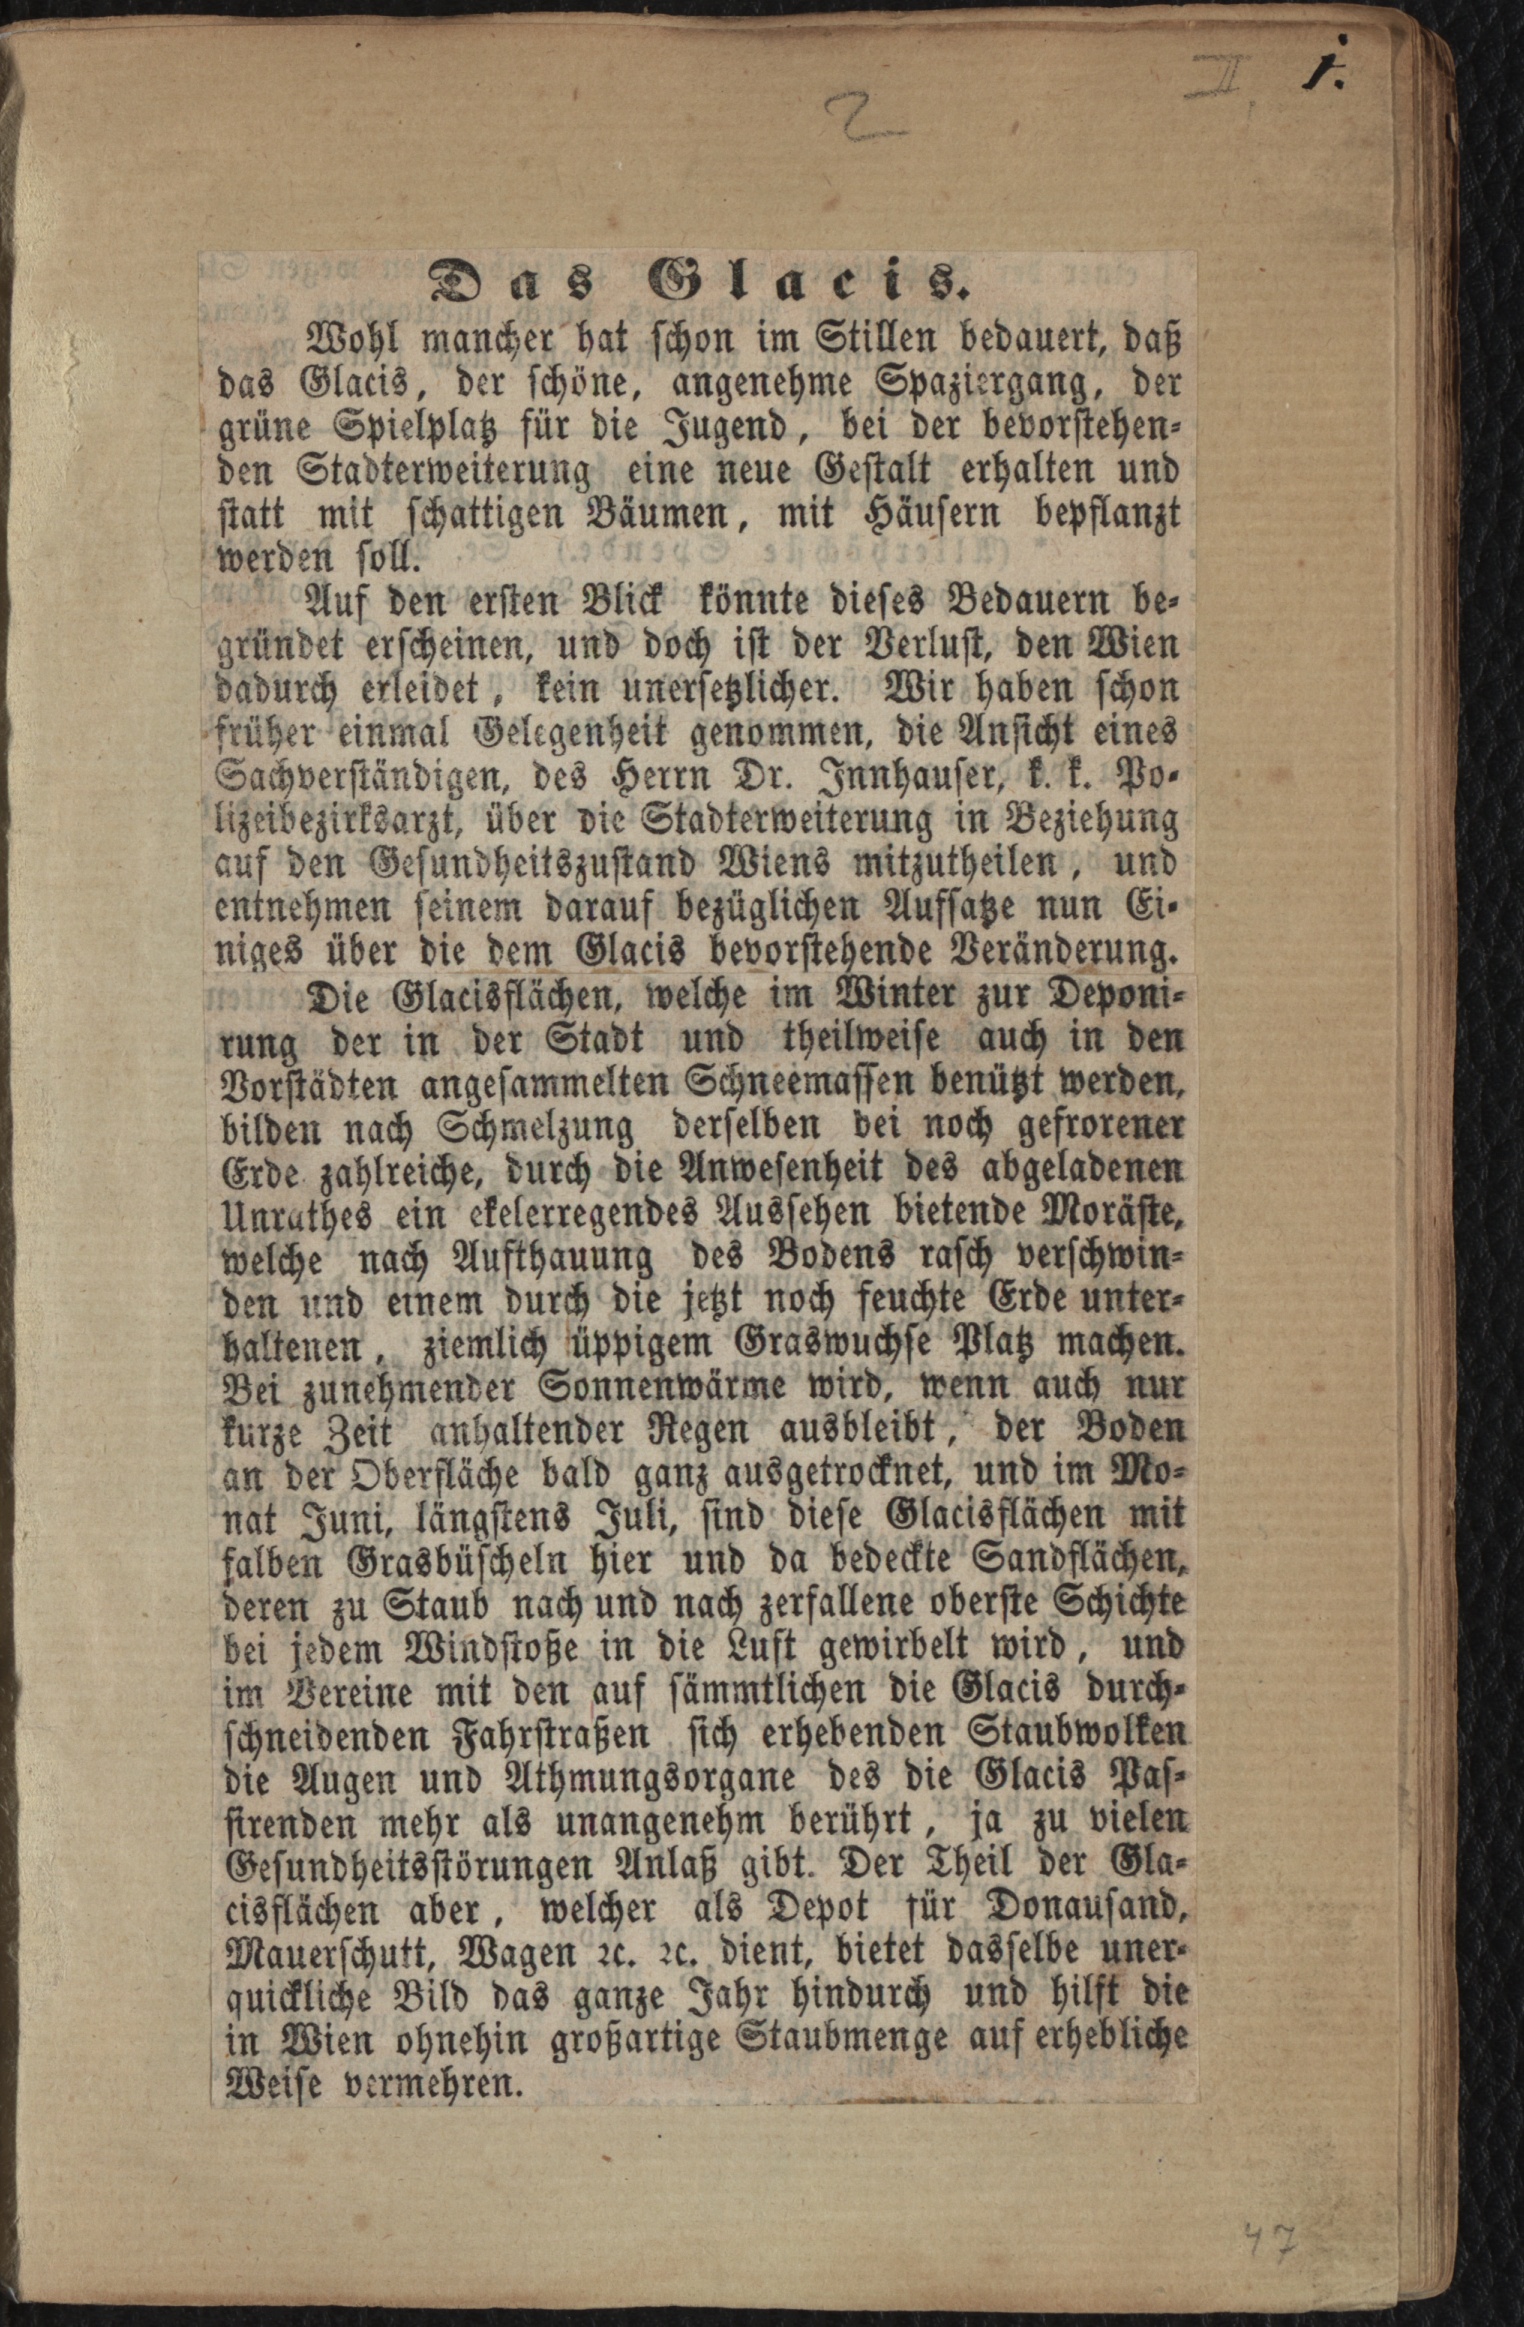 2
II
1.
Das Glacis.
Wohl mancher hat schon im Stillen bedauert, daß
das Glacis, der schöne, angenehme Spaziergang, der
grüne Spielplatz für die Jugend, bei der bevorstehen-
den Stadterweiterung eine neue Gestalt erhalten und
statt mit schattigen Bäumen, mit Häusern bepflanzt
werden soll.
Auf den ersten Blick könnte dieses Bedauern be-
gründet erscheinen, und doch ist der Verlust, den Wien
dadurch erleidet, kein unersetzlicher. Wir haben schon
früher einmal Gelegenheit genommen, die Ansicht eines
Sachverständigen, des Herrn Dr. Innhauser, k. k. Po-
lizeibezirksarzt, über die Stadterweiterung in Beziehung
auf den Gesundheitszustand Wiens mitzutheilen, und
entnehmen seinem darauf bezüglichen Aufsatze nun Ei-
niges über die dem Glacis bevorstehende Veränderung.
Die Glacisflächen, welche im Winter zur Deponi-
rung der in der Stadt und theilweise auch in den
Vorstädten angesammelten Schneemassen benützt werden,
bilden nach Schmelzung derselben bei noch gefrorener
Erde zahlreiche, durch die Anwesenheit des abgeladenen
Unrathes ein ekelerregendes Aussehen bietende Moräste,
welche nach Aufthauung des Bodens rasch verschwin-
den und einem durch die jetzt noch feuchte Erde unter-
haltenen, ziemlich üppigem Graswuchse Platz machen.
Bei zunehmender Sonnenwärme wird, wenn auch nur
kurze Zeit anhaltender Regen ausbleibt, der Boden
an der Oberfläche bald ganz ausgetrocknet, und im Mo-
nat Juni, längstens Juli, sind diese Glacisflächen mit
falben Grasbüscheln hier und da bedeckte Sandflächen,
deren zu Staub nach und nach zerfallene oberste Schichte
bei jedem Windstoße in die Luft gewirbelt wird, und
im Vereine mit den auf sämmtlichen die Glacis durch-
schneidenden Fahrstraßen sich erhebenden Staubwolken
die Augen und Athmungsorgane des die Glacis Pas-
sirenden mehr als unangenehm berührt, ja zu vielen
Gesundheitsstörungen Anlaß gibt. Der Theil der Gla-
cisflächen aber, welcher als Depot für Donausand,
Mauerschutt, Wagen ꝛc. ꝛc. dient, bietet dasselbe uner-
quickliche Bild das ganze Jahr hindurch und hilft die
in Wien ohnehin großartige Staubmenge auf erhebliche
Weise vermehren.
47